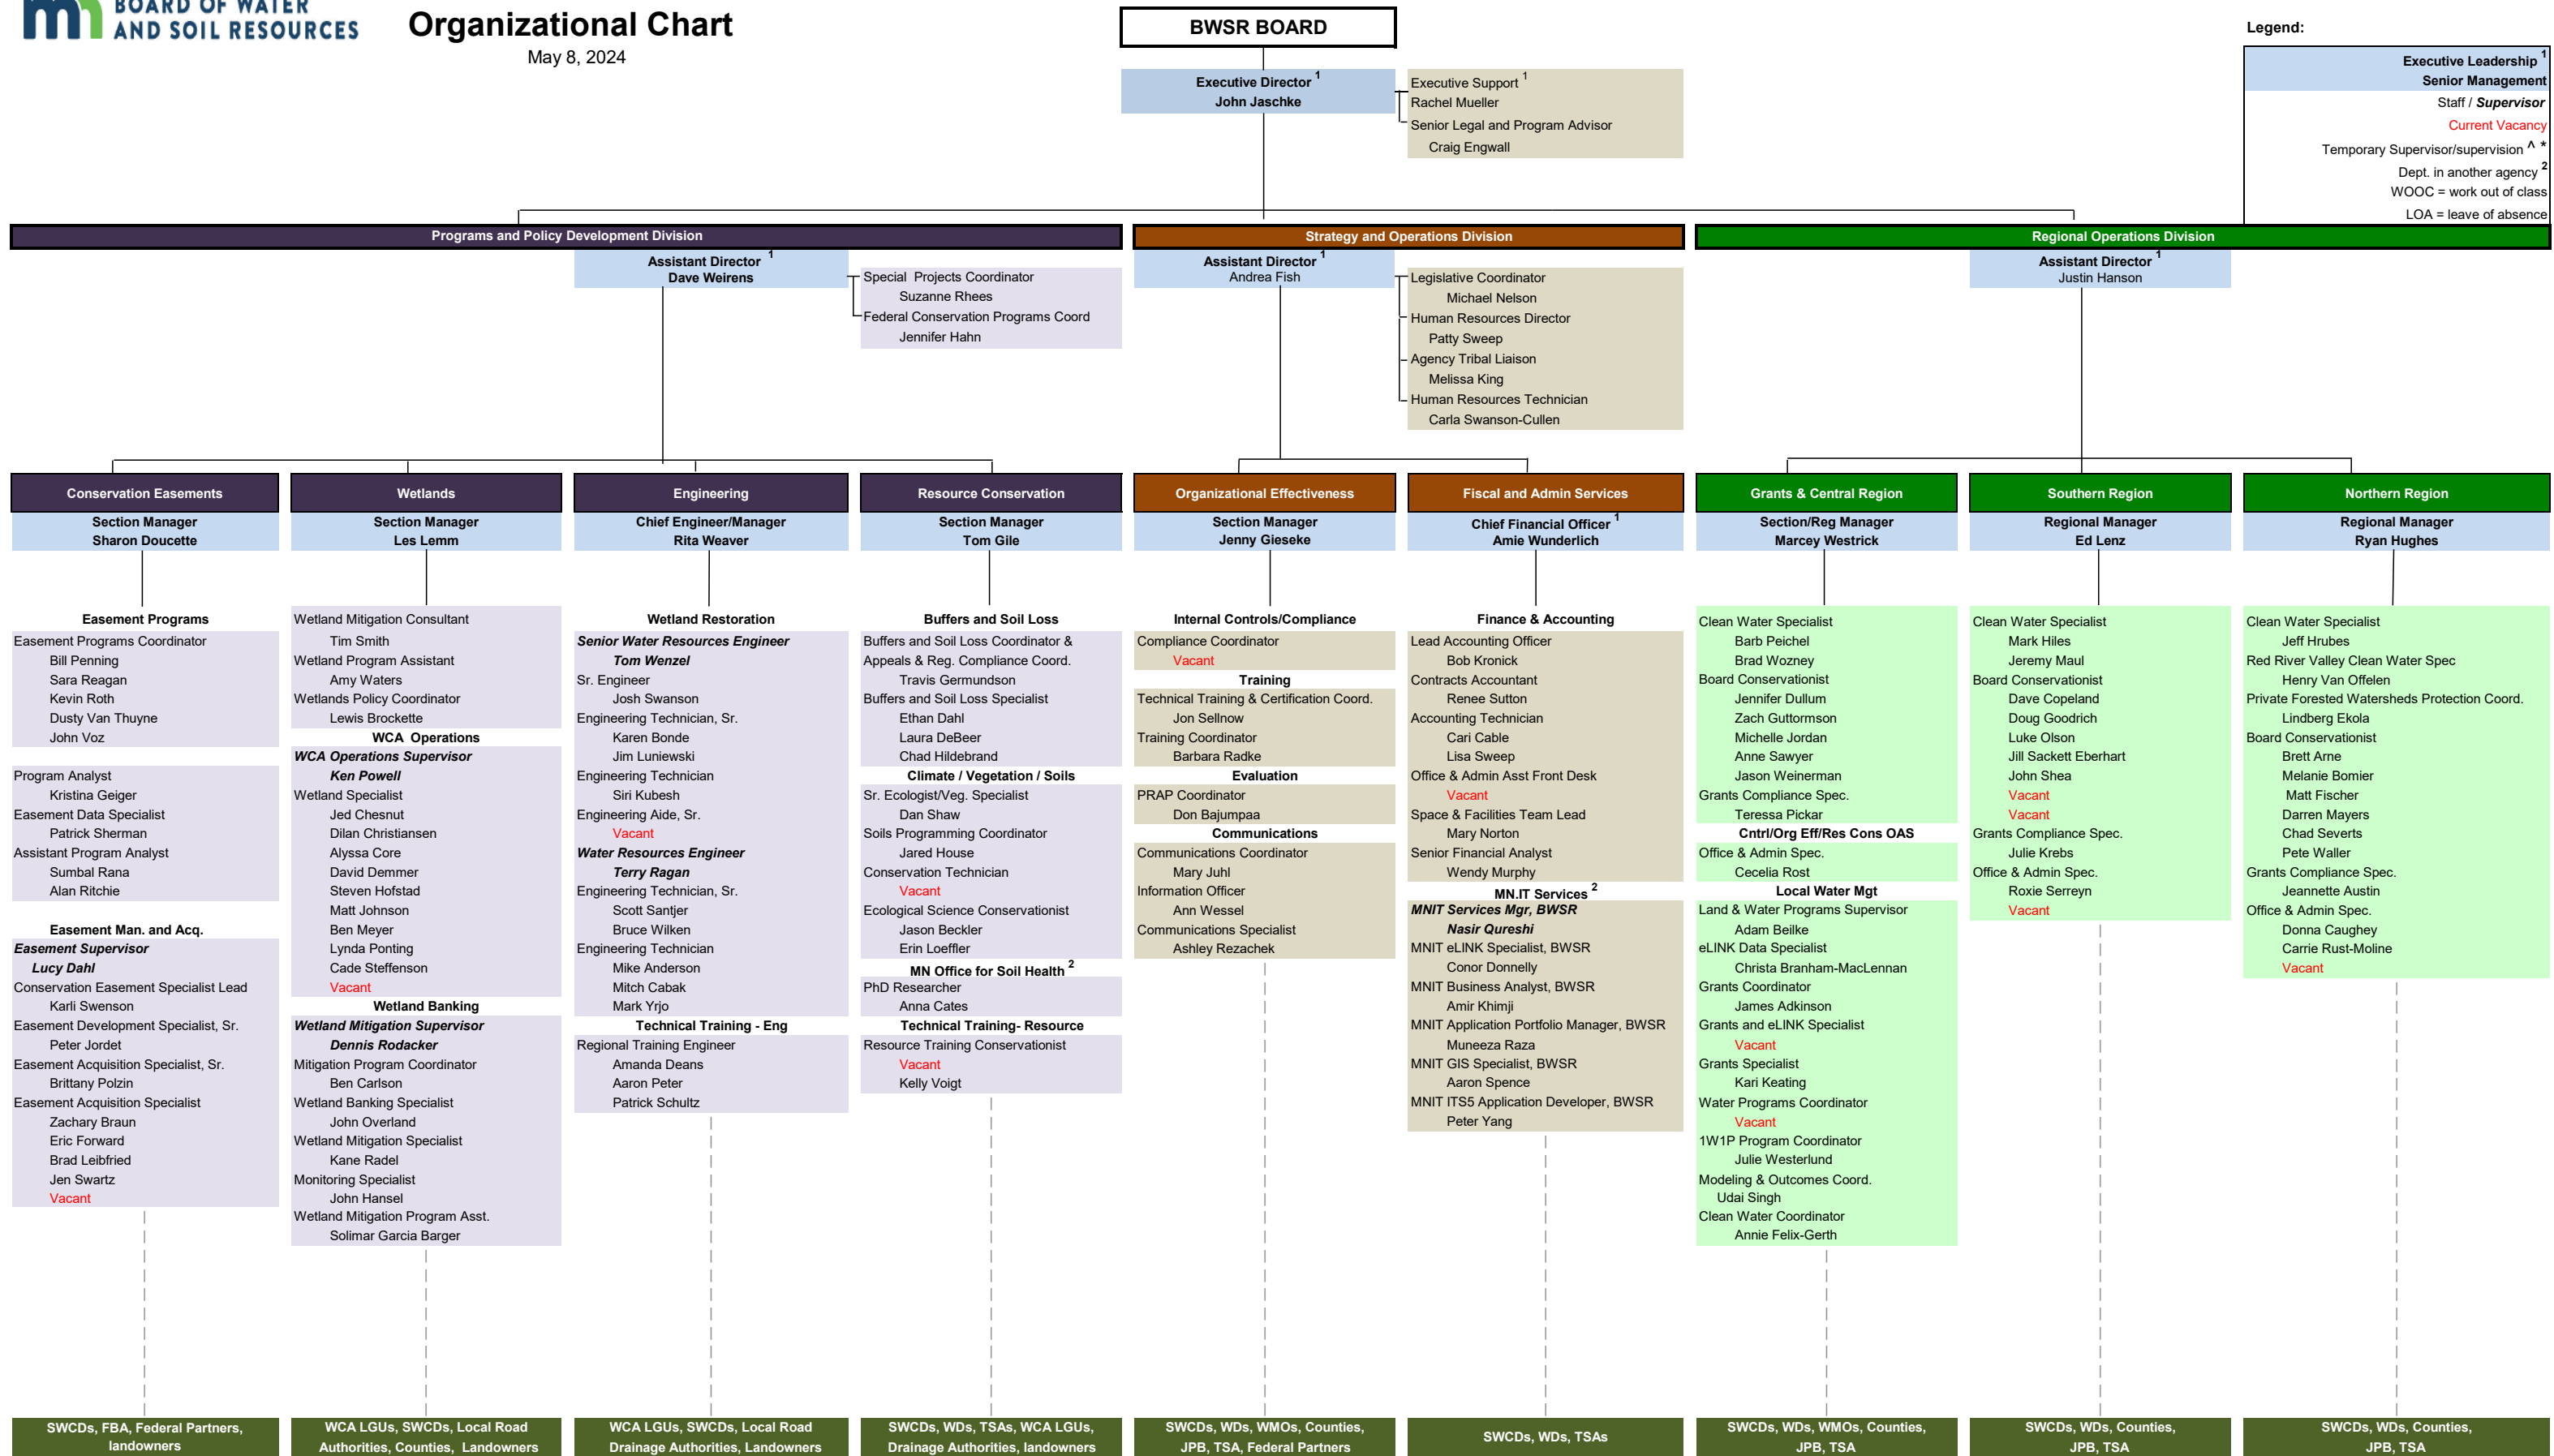 BOARD OF WATER
AND SOIL RESOURCES
Organizational Chart
May 8, 2024
BWSR BOARD
Executive Director 1
John Jaschke
Executive Support 1
Rachel Mueller
Senior Legal and Program Advisor
Craig Engwall
Legend:
Executive Leadership 1
Senior Management
Staff / Supervisor
Current Vacancy
Temporary Supervisor/supervision ^ *
Dept. in another agency 2
WOOC = work out of class
LOA = leave of absence
Programs and Policy Development Division
Assistant Director 1
Dave Weirens
Special Projects Coordinator
Suzanne Rhees
Federal Conservation Programs Coord
Jennifer Hahn
Strategy and Operations Division
Assistant Director 1
Andrea Fish
Legislative Coordinator
Michael Nelson
Human Resources Director
Patty Sweep
Agency Tribal Liaison
Melissa King
Human Resources Technician
Carla Swanson-Cullen
Regional Operations Division
Assistant Director 1
Justin Hanson
Conservation Easements
Section Manager
Sharon Doucette
Easement Programs
Easement Programs Coordinator
Bill Penning
Sara Reagan
Kevin Roth
Dusty Van Thuyne
John Voz
Program Analyst
Kristina Geiger
Easement Data Specialist
Patrick Sherman
Assistant Program Analyst
Sumbal Rana
Alan Ritchie
Easement Man. and Acq.
Easement Supervisor
Lucy Dahl
Conservation Easement Specialist Lead
Karli Swenson
Easement Development Specialist, Sr.
Peter Jordet
Easement Acquisition Specialist, Sr.
Brittany Polzin
Easement Acquisition Specialist
Zachary Braun
Eric Forward
Brad Leibfried
Jen Swartz
Vacant
SWCDs, FBA, Federal Partners,
landowners
Wetlands
Section Manager
Les Lemm
Wetland Mitigation Consultant
Tim Smith
Wetland Program Assistant
Amy Waters
Wetlands Policy Coordinator
Lewis Brockette
WCA Operations
WCA Operations Supervisor
Ken Powell
Wetland Specialist
Jed Chesnut
Dilan Christiansen
Alyssa Core
David Demmer
Steven Hofstad
Matt Johnson
Ben Meyer
Lynda Ponting
Cade Steffenson
Vacant
Wetland Banking
Wetland Mitigation Supervisor
Dennis Rodacker
Mitigation Program Coordinator
Ben Carlson
Wetland Banking Specialist
John Overland
Wetland Mitigation Specialist
Kane Radel
Monitoring Specialist
John Hansel
Wetland Mitigation Program Asst.
Solimar Garcia Barger
WCA LGUs, SWCDs, Local Road
Authorities, Counties, Landowners
Engineering
Chief Engineer/Manager
Rita Weaver
Wetland Restoration
Senior Water Resources Engineer
Tom Wenzel
Sr. Engineer
Josh Swanson
Engineering Technician, Sr.
Karen Bonde
Jim Luniewski
Engineering Technician
Siri Kubesh
Engineering Aide, Sr.
Vacant
Water Resources Engineer
Terry Ragan
Engineering Technician, Sr.
Scott Santjer
Bruce Wilken
Engineering Technician
Mike Anderson
Mitch Cabak
Mark Yrjo
Technical Training - Eng
Regional Training Engineer
Amanda Deans
Aaron Peter
Patrick Schultz
WCA LGUs, SWCDs, Local Road
Drainage Authorities, Landowners
Resource Conservation
Section Manager
Tom Gile
Buffers and Soil Loss
Buffers and Soil Loss Coordinator &
Appeals & Reg. Compliance Coord.
Travis Germundson
Buffers and Soil Loss Specialist
Ethan Dahl
Laura DeBeer
Chad Hildebrand
Climate / Vegetation / Soils
Sr. Ecologist/Veg. Specialist
Dan Shaw
Soils Programming Coordinator
Jared House
Conservation Technician
Vacant
Ecological Science Conservationist
Jason Beckler
Erin Loeffler
MN Office for Soil Health 2
PhD Researcher
Anna Cates
Technical Training- Resource
Resource Training Conservationist
Vacant
Kelly Voigt
SWCDs, WDs, TSAs, WCA LGUs,
Drainage Authorities, landowners
Organizational Effectiveness
Section Manager
Jenny Gieseke
Internal Controls/Compliance
Compliance Coordinator
Vacant
Training
Technical Training & Certification Coord.
Jon Sellnow
Training Coordinator
Barbara Radke
Evaluation
PRAP Coordinator
Don Bajumpaa
Communications
Communications Coordinator
Mary Juhl
Information Officer
Ann Wessel
Communications Specialist
Ashley Rezachek
SWCDs, WDs, WMOs, Counties,
JPB, TSA, Federal Partners
Fiscal and Admin Services
Chief Financial Officer 1
Amie Wunderlich
Finance & Accounting
Lead Accounting Officer
Bob Kronick
Contracts Accountant
Renee Sutton
Accounting Technician
Cari Cable
Lisa Sweep
Office & Admin Asst Front Desk
Vacant
Space & Facilities Team Lead
Mary Norton
Senior Financial Analyst
Wendy Murphy
MN.IT Services 2
MNIT Services Mgr, BWSR
Nasir Qureshi
MNIT eLINK Specialist, BWSR
Conor Donnelly
MNIT Business Analyst, BWSR
Amir Khimji
MNIT Application Portfolio Manager, BWSR
Muneeza Raza
MNIT GIS Specialist, BWSR
Aaron Spence
MNIT ITS5 Application Developer, BWSR
Peter Yang
SWCDs, WDs, TSAs
Grants & Central Region
Section/Reg Manager
Marcey Westrick
Clean Water Specialist
Barb Peichel
Brad Wozney
Board Conservationist
Jennifer Dullum
Zach Guttormson
Michelle Jordan
Anne Sawyer
Jason Weinerman
Grants Compliance Spec.
Teressa Pickar
Cntrl/Org Eff/Res Cons OAS
Office & Admin Spec.
Cecelia Rost
Local Water Mgt
Land & Water Programs Supervisor
Adam Beilke
eLINK Data Specialist
Christa Branham-MacLennan
Grants Coordinator
James Adkinson
Grants and eLINK Specialist
Vacant
Grants Specialist
Kari Keating
Water Programs Coordinator
Vacant
1W1P Program Coordinator
Julie Westerlund
Modeling & Outcomes Coord.
Udai Singh
Clean Water Coordinator
Annie Felix-Gerth
SWCDs, WDs, WMOs, Counties,
JPB, TSA
Southern Region
Regional Manager
Ed Lenz
Clean Water Specialist
Mark Hiles
Jeremy Maul
Board Conservationist
Dave Copeland
Doug Goodrich
Luke Olson
Jill Sackett Eberhart
John Shea
Vacant
Vacant
Grants Compliance Spec.
Julie Krebs
Office & Admin Spec.
Roxie Serreyn
Vacant
SWCDs, WDs, Counties,
JPB, TSA
Northern Region
Regional Manager
Ryan Hughes
Clean Water Specialist
Jeff Hrubes
Red River Valley Clean Water Spec
Henry Van Offelen
Private Forested Watersheds Protection Coord.
Lindberg Ekola
Board Conservationist
Brett Arne
Melanie Bomier
Matt Fischer
Darren Mayers
Chad Severts
Pete Waller
Grants Compliance Spec.
Jeannette Austin
Office & Admin Spec.
Donna Caughey
Carrie Rust-Moline
Vacant
SWCDs, WDs, Counties,
JPB, TSA